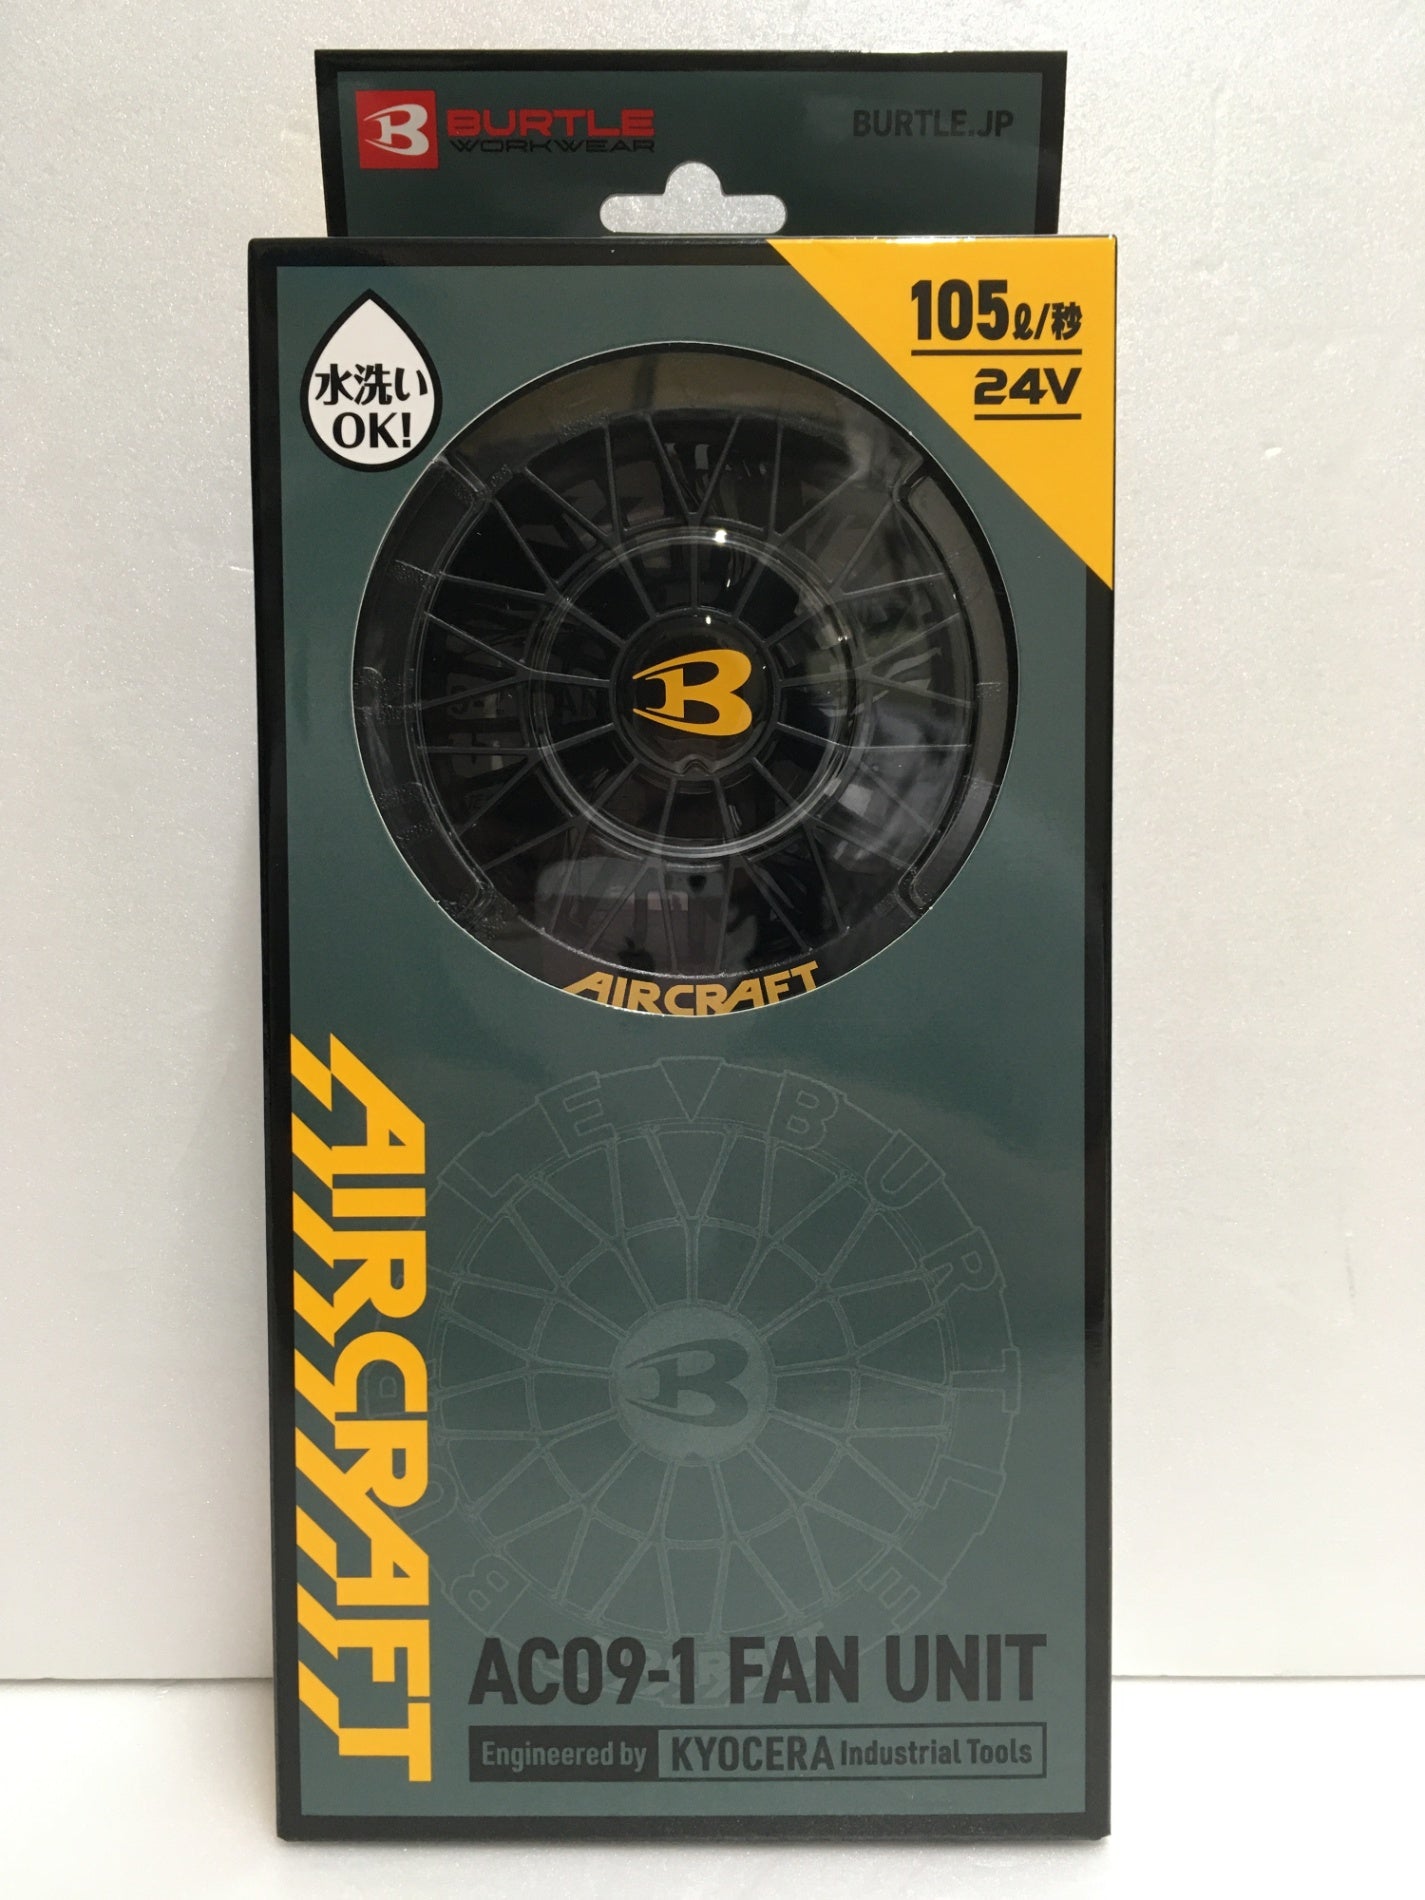 BURTLE
WORKWEAR
BURTLE.JP
105ℓ/秒
24V
水洗い
OK!
B
AIRCRAFT
AIRCRAFT
BURTLE
B
AC09-1 FAN UNIT
Engineered by KYOCERA Industrial Tools